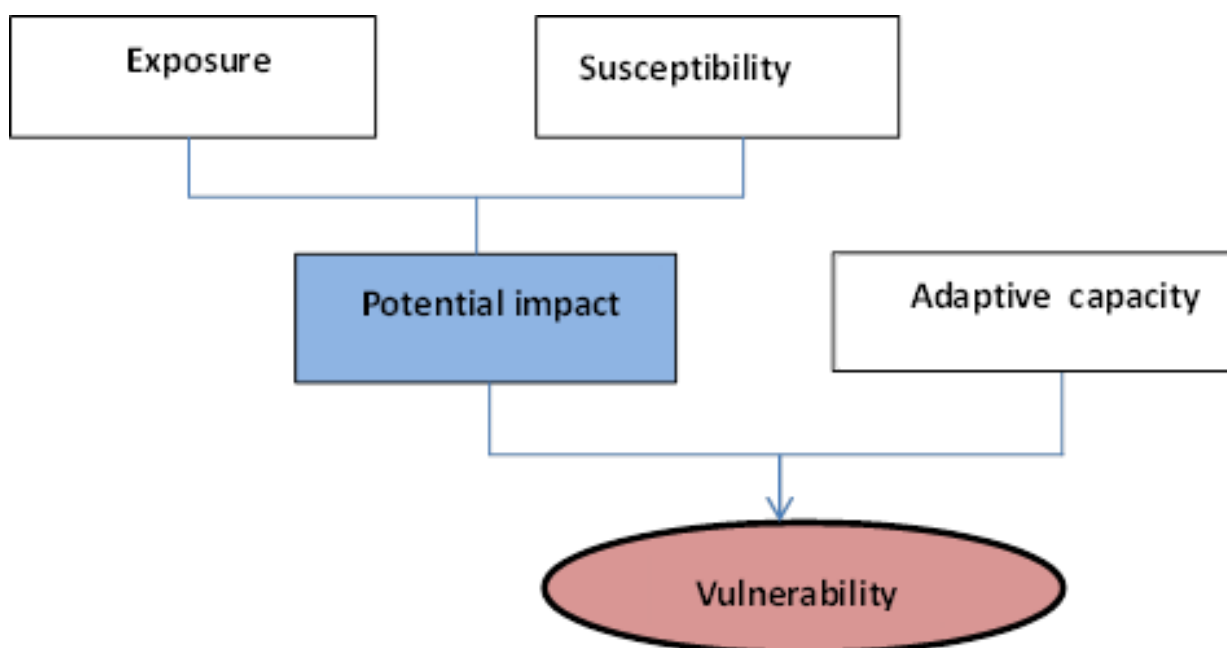 Exposure
Susceptibility
Potential impact
Adaptive capacity
Vulnerability